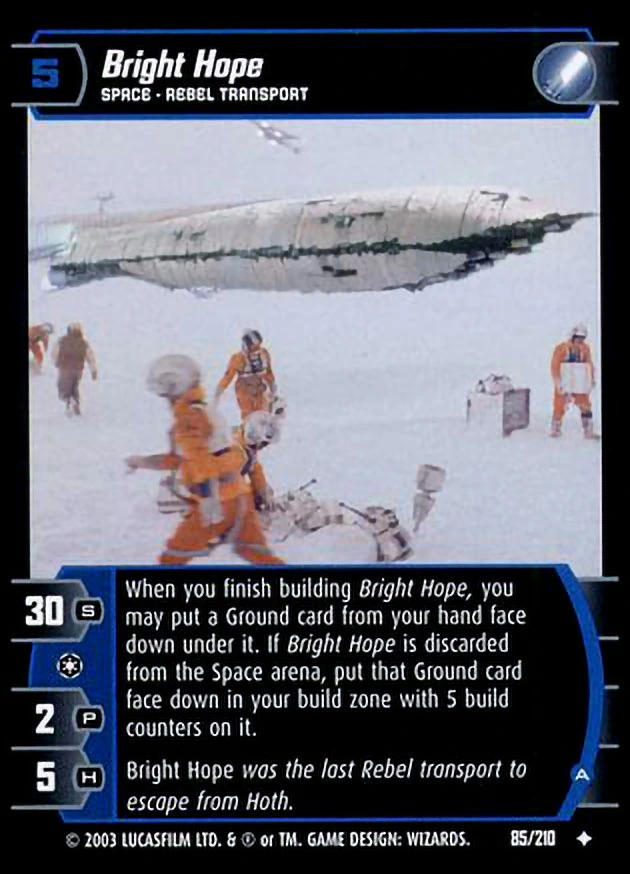 5
Bright Hope
SPACE · REBEL TRANSPORT
30 S
2 P
5 H
When you finish building Bright Hope, you
may put a Ground card from your hand face
down under it. If Bright Hope is discarded
from the Space arena, put that Ground card
face down in your build zone with 5 build
counters on it.
Bright Hope was the last Rebel transport to
escape from Hoth.
A
© 2003 LUCASFILM LTD. & ® or TM. GAME DESIGN: WIZARDS. 85/210